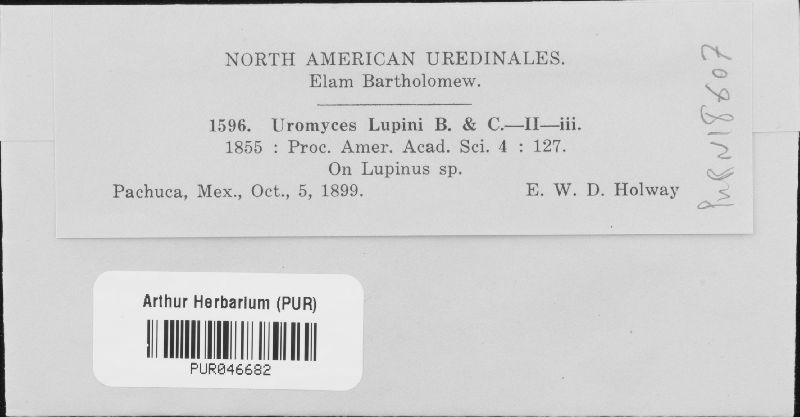 NORTH AMERICAN UREDINALES.
Elam Bartholomew.
1596. Uromyces Lupini B. & C.—II—iii.
1855 : Proc. Amer. Acad. Sci. 4 : 127.
On Lupinus sp.
Pachuca, Mex., Oct., 5, 1899. E. W. D. Holway
PURN18607
Arthur Herbarium (PUR)
PUR046682